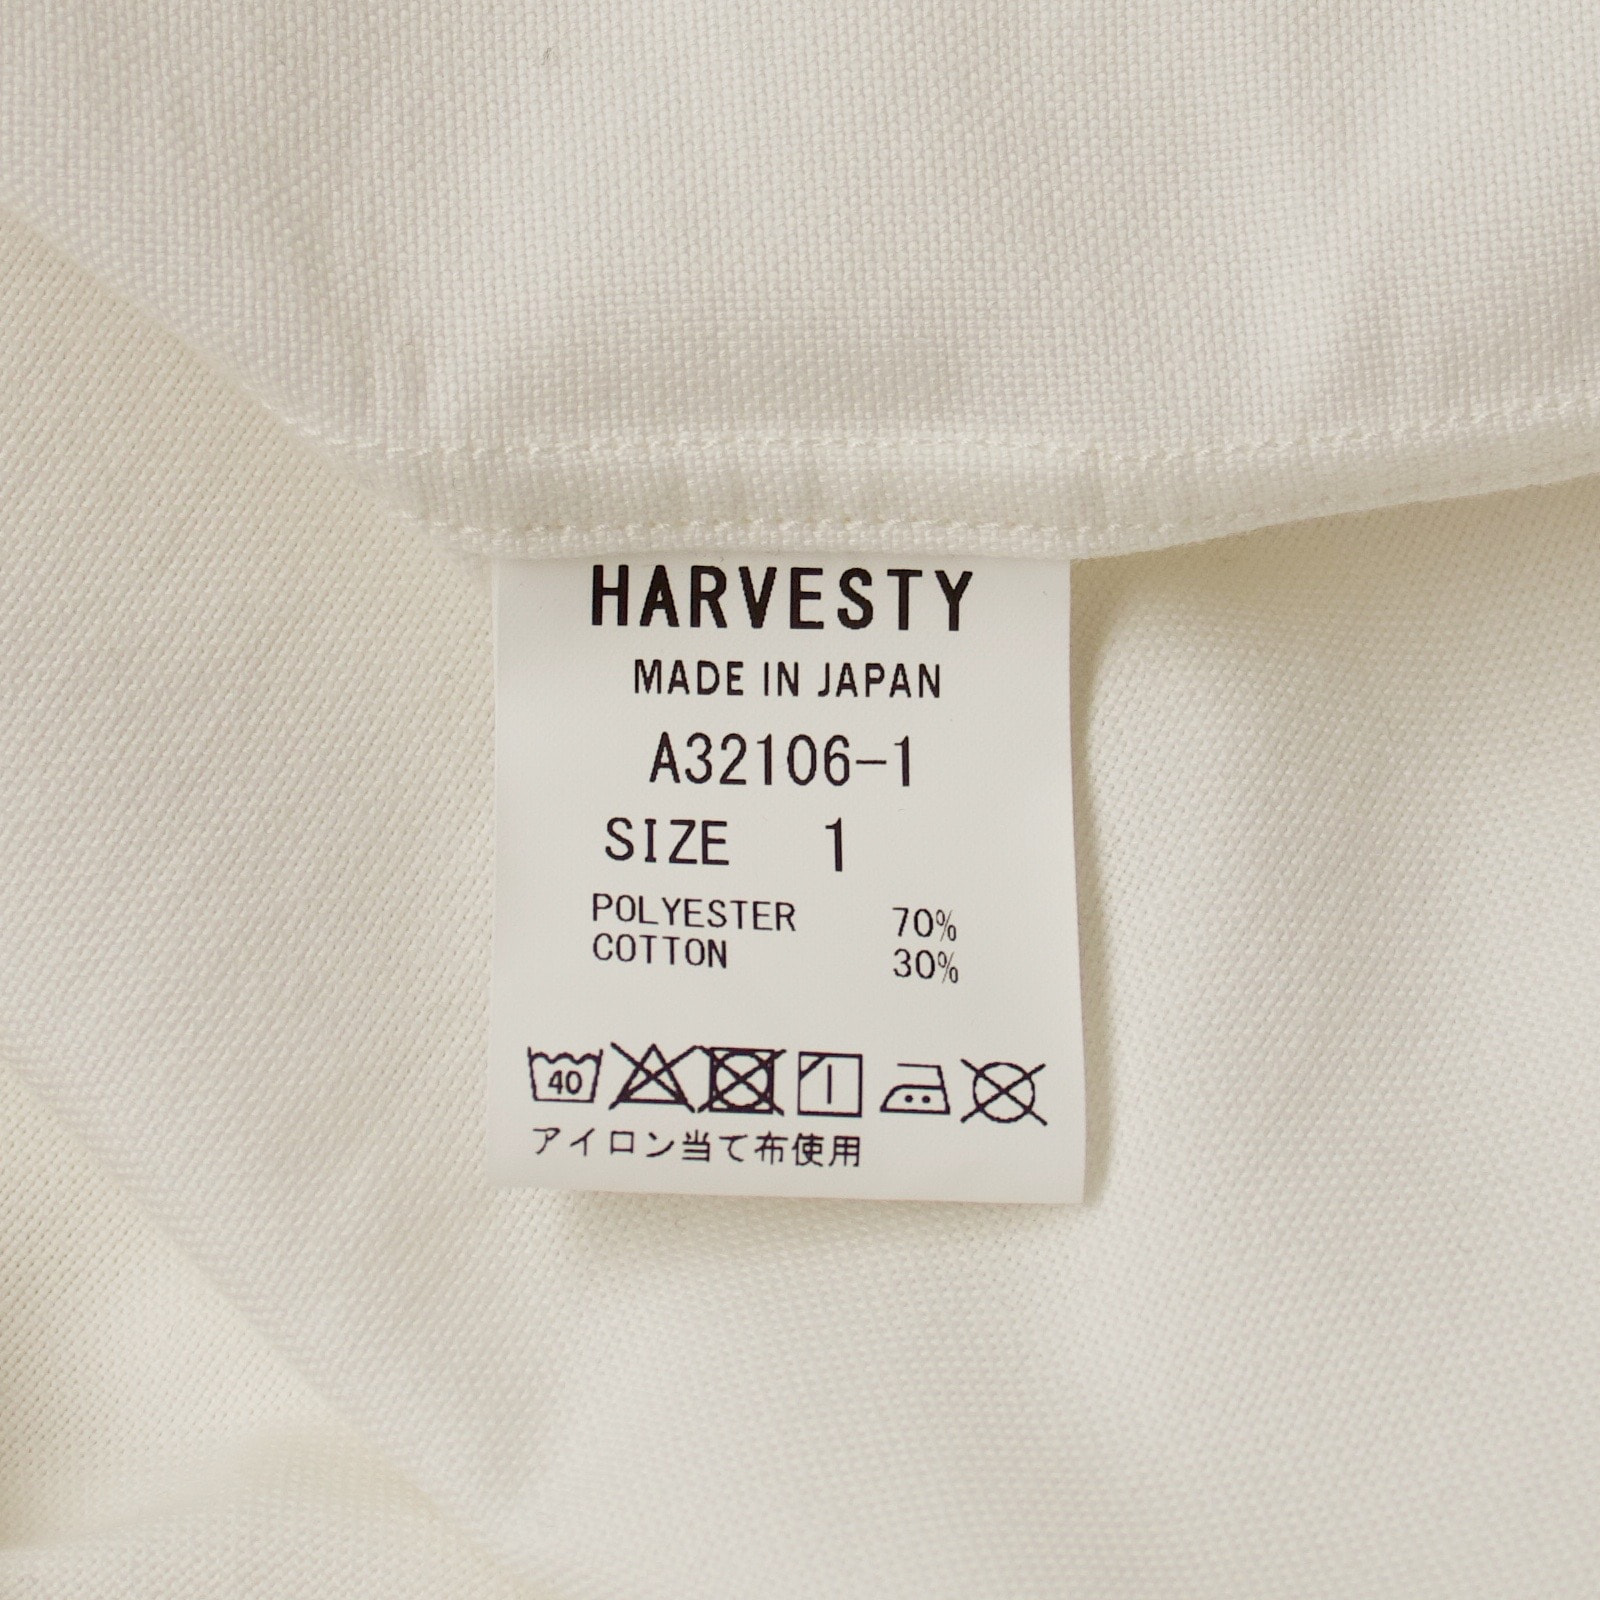 HARVESTY
MADE IN JAPAN
A32106-1
SIZE 1
POLYESTER 70%
COTTON 30%
40
アイロン当て布使用